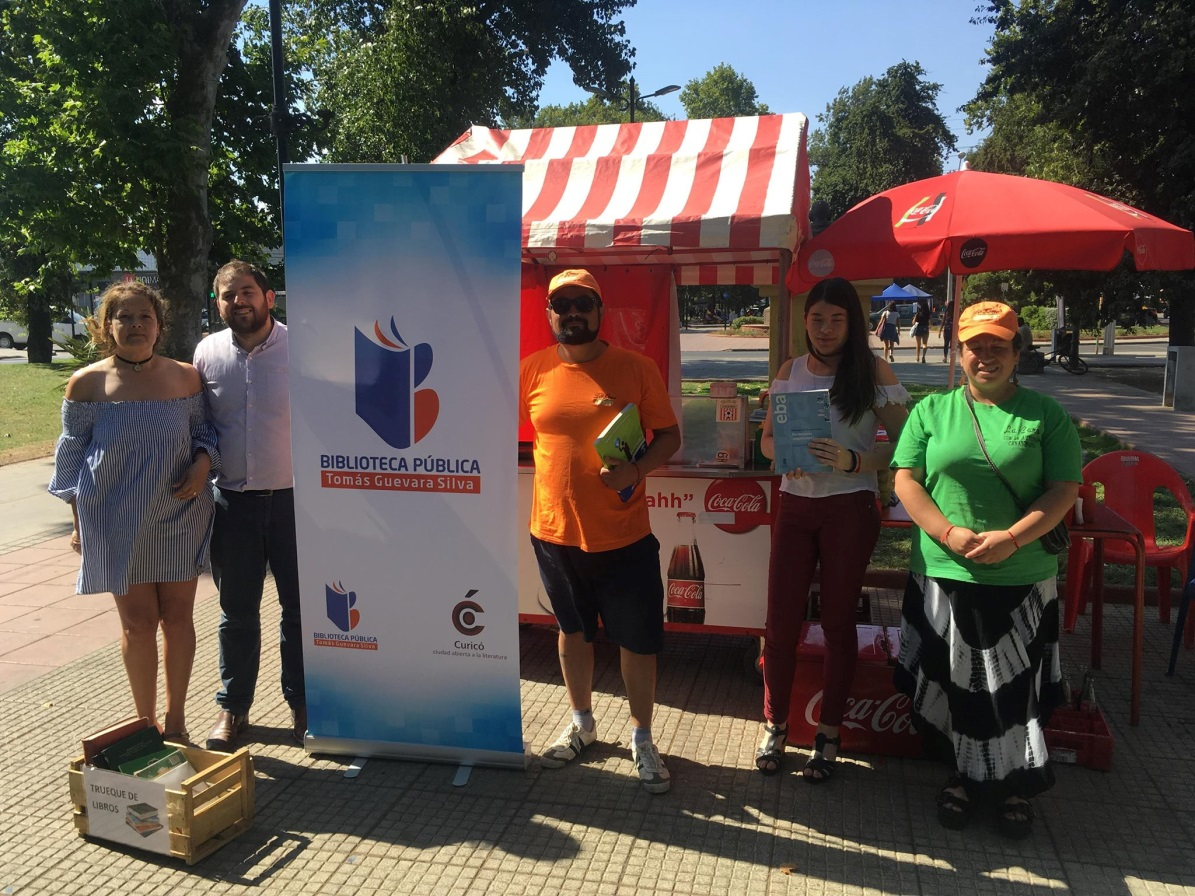 BIBLIOTECA PÚBLICA
Tomás Guevara Silva
BIBLIOTECA PÚBLICA
Tomás Guevara Silva
Curicó
ciudad abierta a la literatura
TRUEQUE DE
LIBROS
eba
ahh"
Coca-Cola
Coca-Cola
Coca-Cola
Coca-Cola